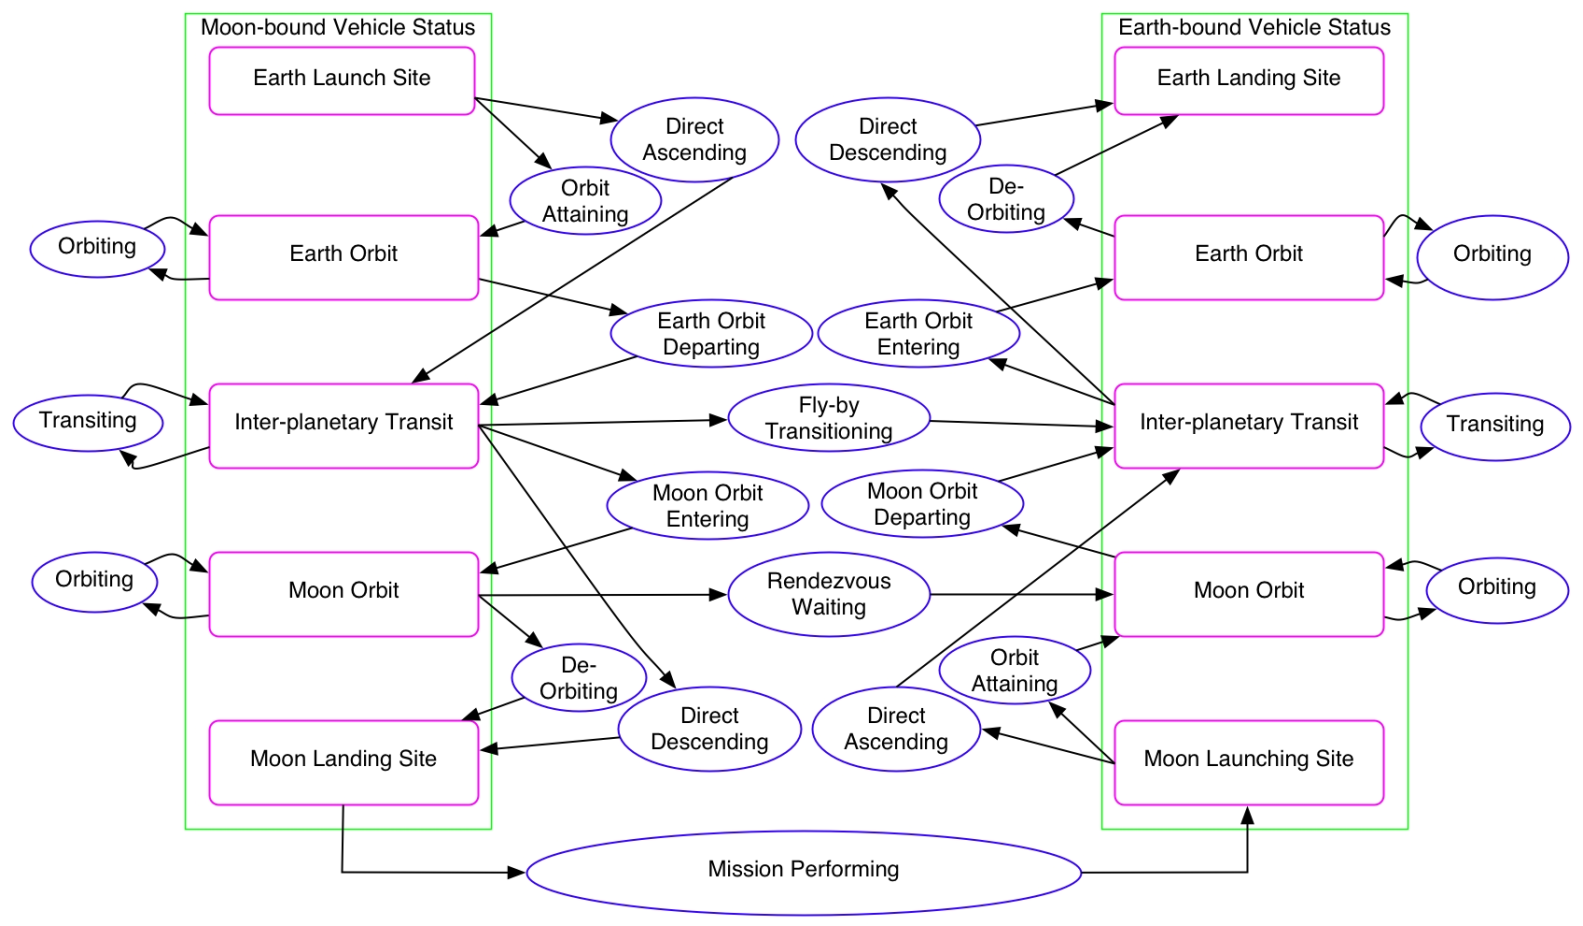 Moon-bound Vehicle Status
Earth-bound Vehicle Status
Earth Launch Site
Earth Landing Site
Direct
Ascending
Direct
Descending
Orbit
Attaining
De-
Orbiting
Orbiting
Earth Orbit
Earth Orbit
Orbiting
Earth Orbit
Departing
Earth Orbit
Entering
Transiting
Inter-planetary Transit
Fly-by
Transitioning
Inter-planetary Transit
Transiting
Moon Orbit
Entering
Moon Orbit
Departing
Orbiting
Moon Orbit
Rendezvous
Waiting
Moon Orbit
Orbiting
De-
Orbiting
Orbit
Attaining
Direct
Descending
Direct
Ascending
Moon Landing Site
Moon Launching Site
Mission Performing